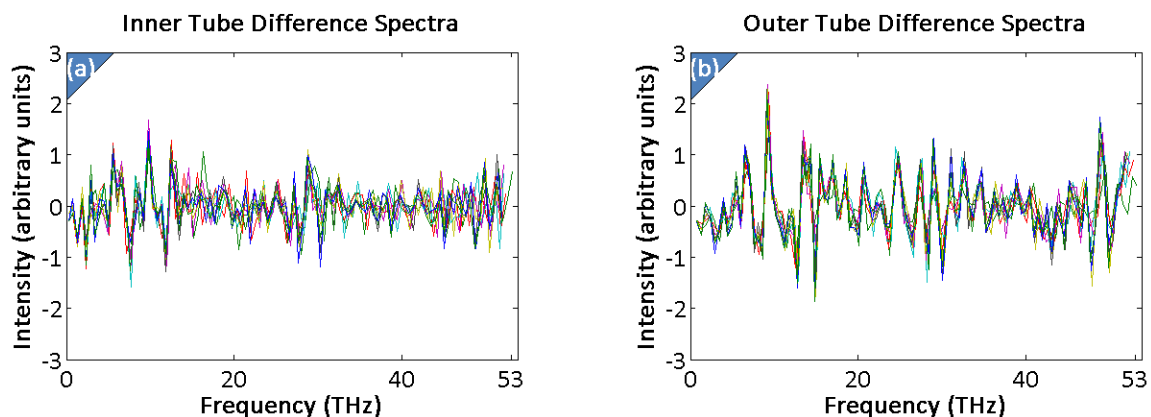 Inner Tube Difference Spectra
(a)
Intensity (arbitrary units)
3
2
1
0
-1
-2
-3
0
20
40
53
Frequency (THz)
Outer Tube Difference Spectra
(b)
Intensity (arbitrary units)
3
2
1
0
-1
-2
-3
0
20
40
53
Frequency (THz)